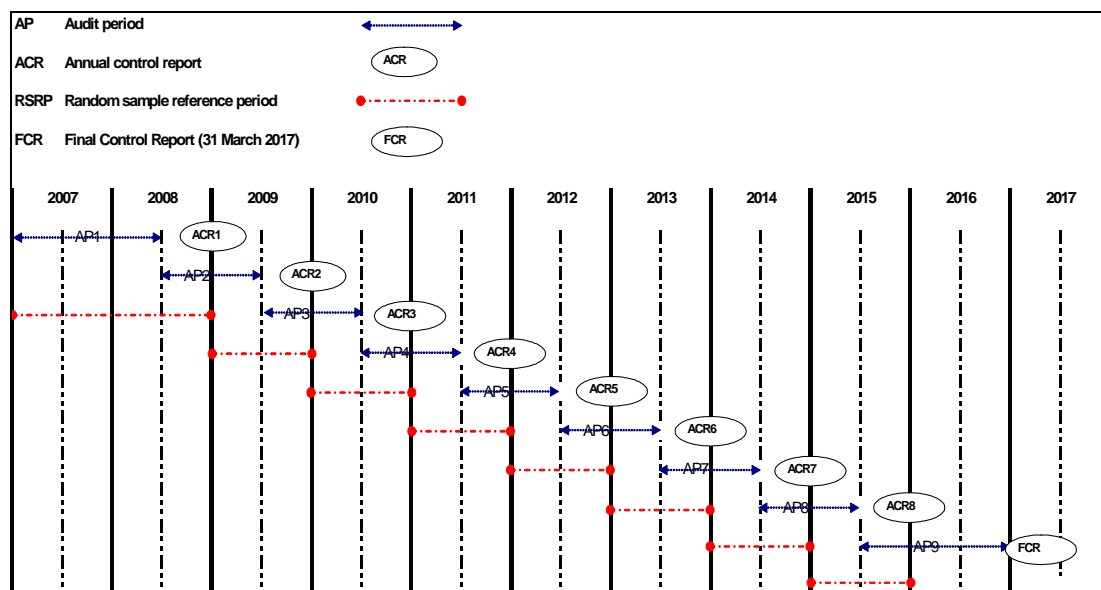 AP Audit period
ACR Annual control report ACR
RSRP Random sample reference period
FCR Final Control Report (31 March 2017) FCR
2007 2008 2009 2010 2011 2012 2013 2014 2015 2016 2017
AP1 ACR1
AP2 ACR2
AP3 ACR3
AP4 ACR4
AP5 ACR5
AP6 ACR6
AP7 ACR7
AP8 ACR8
AP9 FCR